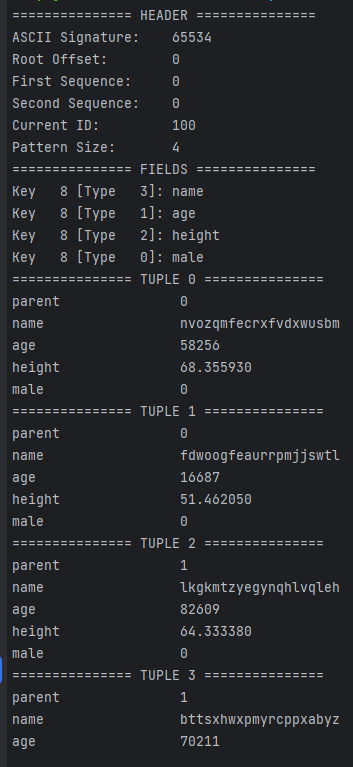 =============== HEADER ===============
ASCII Signature:    65534
Root Offset:        0
First Sequence:     0
Second Sequence:    0
Current ID:         100
Pattern Size:       4
=============== FIELDS ===============
Key   8 [Type   3]: name
Key   8 [Type   1]: age
Key   8 [Type   2]: height
Key   8 [Type   0]: male
=============== TUPLE 0 ===============
parent               0
name                 nvozqmfecrxfvdxwusbm
age                  58256
height               68.355930
male                 0
=============== TUPLE 1 ===============
parent               0
name                 fdwoogfeaurrpmjjswtl
age                  16687
height               51.462050
male                 0
=============== TUPLE 2 ===============
parent               1
name                 lkgkmtzyegynqhlvqleh
age                  82609
height               64.333380
male                 0
=============== TUPLE 3 ===============
parent               1
name                 bttsxhwxpmyrcppxabyz
age                  70211